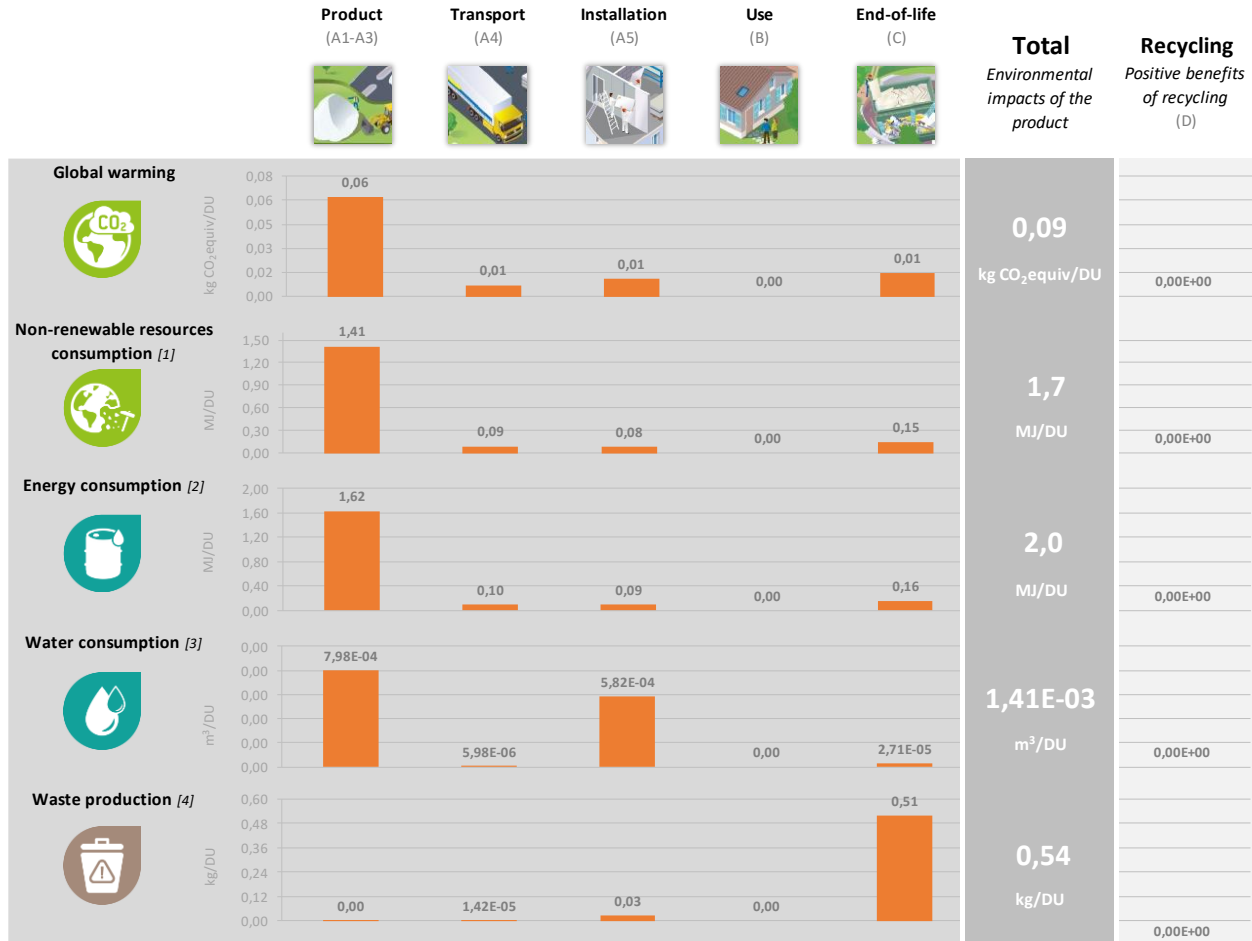 Product
(A1-A3)
Transport
(A4)
Installation
(A5)
Use
(B)
End-of-life
(C)
Total
Environmental
impacts of the
product
Recycling
Positive benefits
of recycling
(D)
Global warming
CO₂
kg CO₂equiv/DU
0,08
0,06
0,05
0,03
0,02
0,00
0,06
0,01
0,01
0,00
0,01
0,09
kg CO₂equiv/DU
0,00E+00
Non-renewable resources
consumption [1]
MJ/DU
1,50
1,20
0,90
0,60
0,30
0,00
1,41
0,09
0,08
0,00
0,15
1,7
MJ/DU
0,00E+00
Energy consumption [2]
MJ/DU
2,00
1,60
1,20
0,80
0,40
0,00
1,62
0,10
0,09
0,00
0,16
2,0
MJ/DU
0,00E+00
Water consumption [3]
m³/DU
0,00
0,00
0,00
0,00
0,00
0,00
7,98E-04
5,98E-06
5,82E-04
0,00
2,71E-05
1,41E-03
m³/DU
0,00E+00
Waste production [4]
kg/DU
0,60
0,48
0,36
0,24
0,12
0,00
0,00
1,42E-05
0,03
0,00
0,51
0,54
kg/DU
0,00E+00